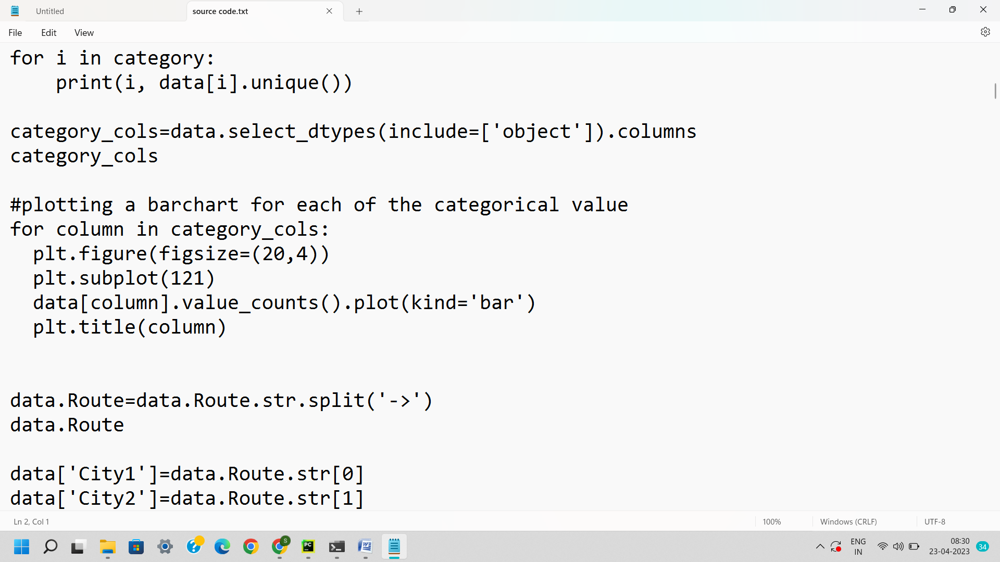 Untitled
source code.txt
File Edit View
for i in category:
    print(i, data[i].unique())
category_cols=data.select_dtypes(include=['object']).columns
category_cols
#plotting a barchart for each of the categorical value
for column in category_cols:
  plt.figure(figsize=(20,4))
  plt.subplot(121)
  data[column].value_counts().plot(kind='bar')
  plt.title(column)
data.Route=data.Route.str.split('->')
data.Route
data['City1']=data.Route.str[0]
data['City2']=data.Route.str[1]
Ln 2, Col 1
100%
Windows (CRLF)
UTF-8
S
PC
W
ENG
IN
08:30
23-04-2023
34